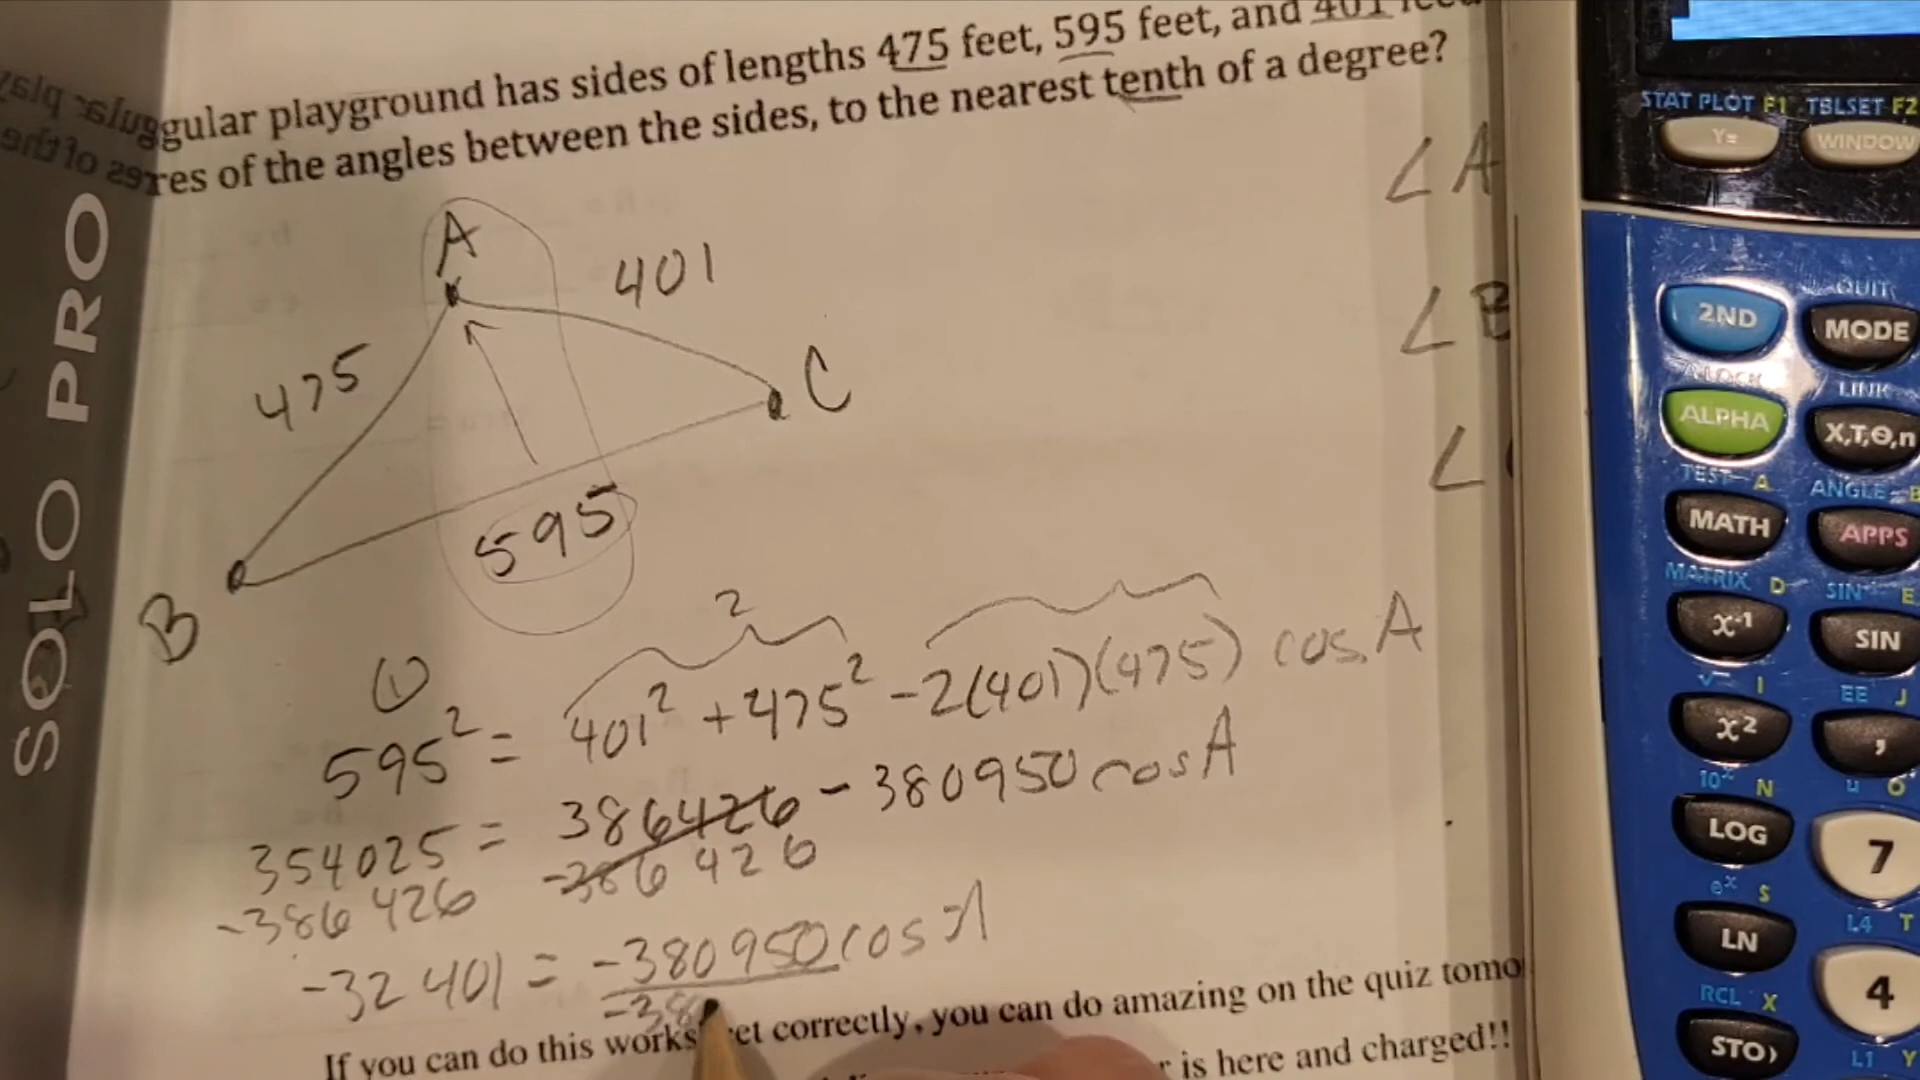 gular playground has sides of lengths 475 feet, 595 feet, and 401
res of the angles between the sides, to the nearest tenth of a degree?
SOLO PRO
A
401
475
C
595
B
∠A
∠B
∠
①
595² = 401² + 475² - 2(401)(475) cos A
354025 = 386426 - 380950 cos A
-386426 -386426
-32401 = -380950 cos A
-38
If you can do this works et correctly, you can do amazing on the quiz tomo
is here and charged!!
STAT PLOT F1 TBLSET F2
Y= WINDOW
QUIT
2ND MODE
LINK
ALPHA X,T,Θ,n
TEST A ANGLE B
MATH APPS
MATRIX D SIN⁻¹ E
x⁻¹ SIN
√ I EE J
x² ,
10ˣ N u O
LOG 7
eˣ S L4 T
LN 4
RCL X L1 Y
STO⟩